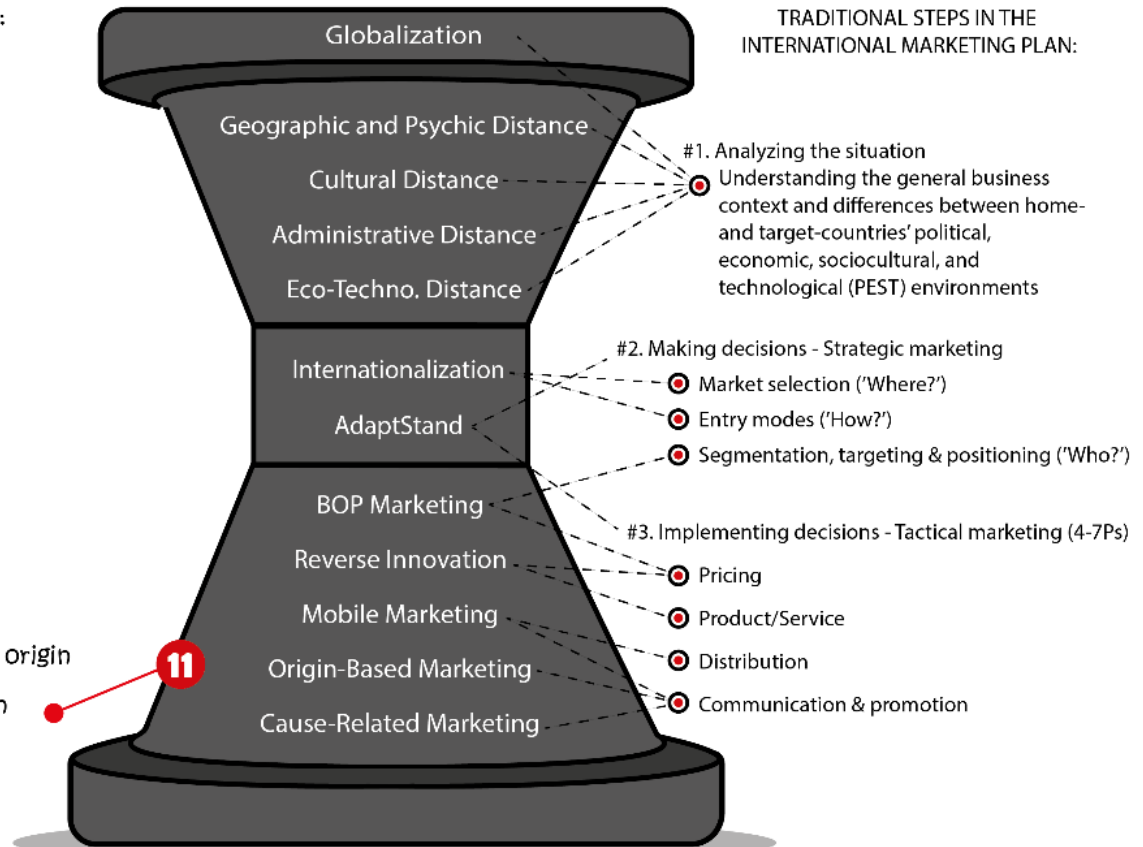 :
TRADITIONAL STEPS IN THE
INTERNATIONAL MARKETING PLAN:
Globalization
Geographic and Psychic Distance
Cultural Distance
Administrative Distance
Eco-Techno. Distance
Internationalization
AdaptStand
BOP Marketing
Reverse Innovation
Mobile Marketing
Origin-Based Marketing
Cause-Related Marketing
#1. Analyzing the situation
Understanding the general business
context and differences between home-
and target-countries' political,
economic, sociocultural, and
technological (PEST) environments
#2. Making decisions - Strategic marketing
Market selection ('Where?')
Entry modes ('How?')
Segmentation, targeting & positioning ('Who?')
#3. Implementing decisions - Tactical marketing (4-7Ps)
Pricing
Product/Service
Distribution
Communication & promotion
Origin
11